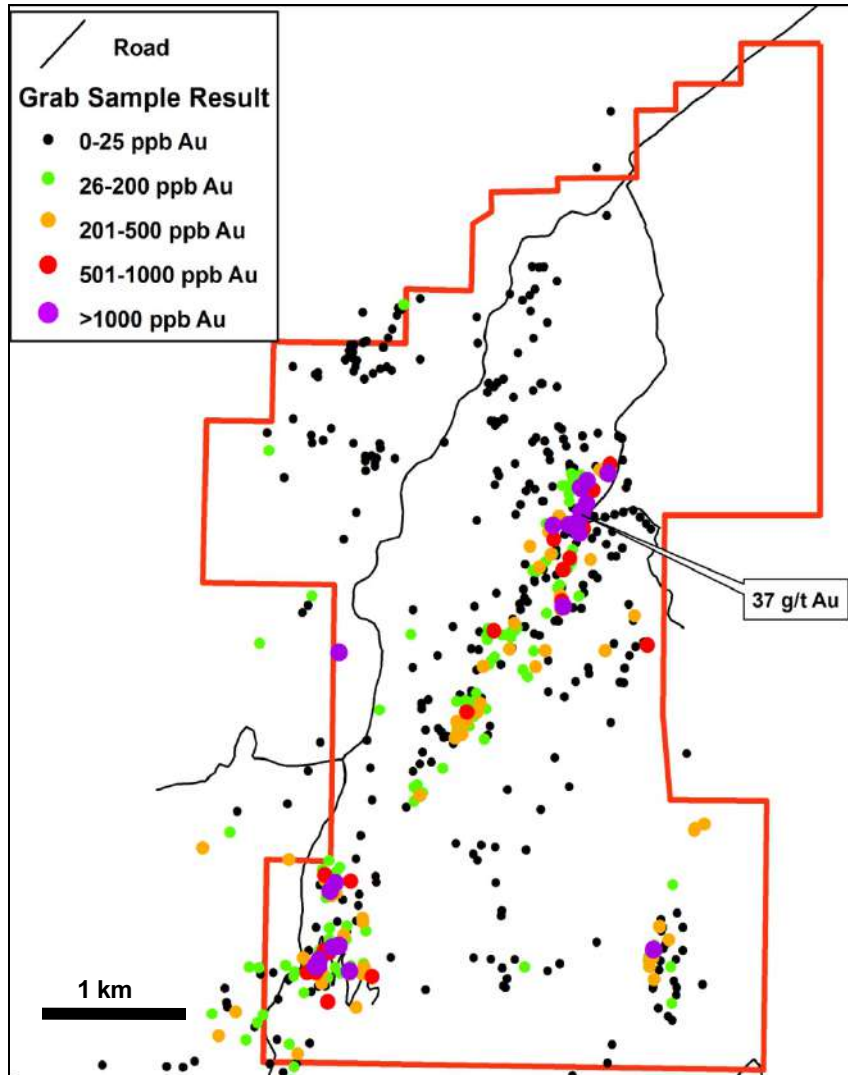 Road
Grab Sample Result
0-25 ppb Au
26-200 ppb Au
201-500 ppb Au
501-1000 ppb Au
>1000 ppb Au
37 g/t Au
1 km